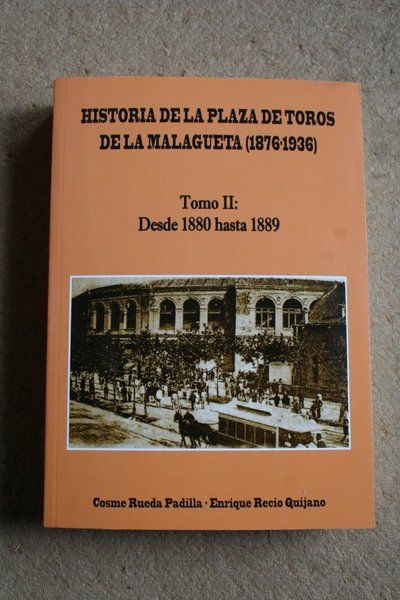 HISTORIA DE LA PLAZA DE TOROS
DE LA MALAGUETA (1876-1936)
Tomo II:
Desde 1880 hasta 1889
Cosme Rueda Padilla · Enrique Recio Quijano